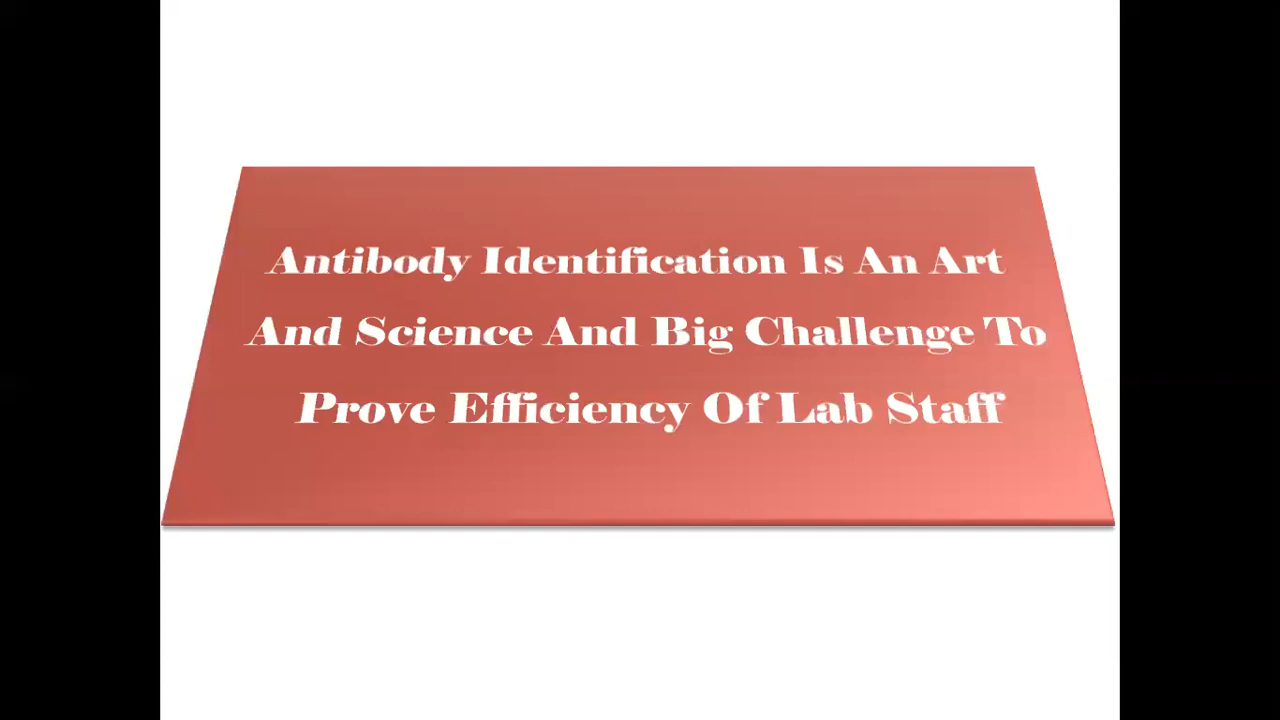 Antibody Identification Is An Art
And Science And Big Challenge To
Prove Efficiency Of Lab Staff